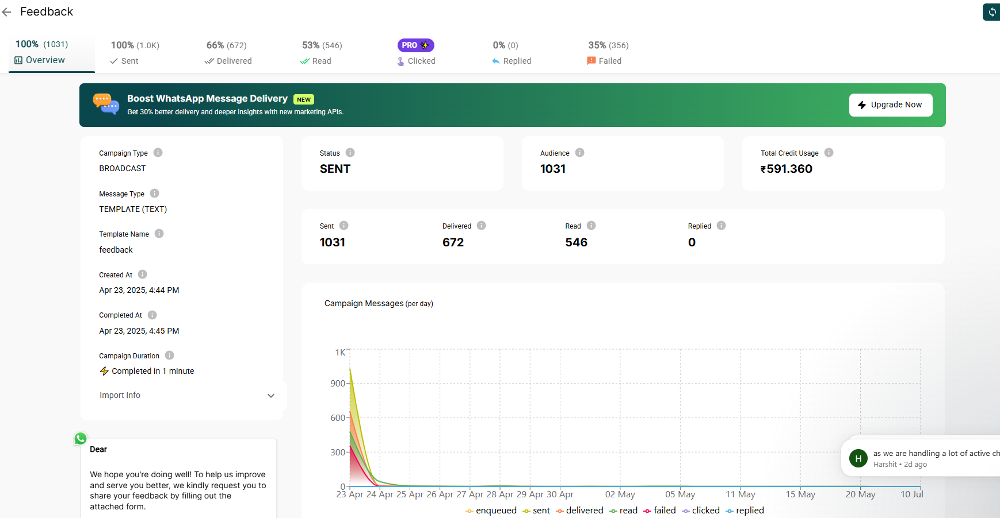 Feedback
100% (1031)
Overview
100% (1.0K)
Sent
66% (672)
Delivered
53% (546)
Read
PRO
Clicked
0% (0)
Replied
35% (356)
Failed
Boost WhatsApp Message Delivery NEW
Get 30% better delivery and deeper insights with new marketing APIs.
Upgrade Now
Campaign Type
BROADCAST
Message Type
TEMPLATE (TEXT)
Template Name
feedback
Created At
Apr 23, 2025, 4:44 PM
Completed At
Apr 23, 2025, 4:45 PM
Campaign Duration
Completed in 1 minute
Import Info
Status
SENT
Audience
1031
Total Credit Usage
₹591.360
Sent
1031
Delivered
672
Read
546
Replied
0
Campaign Messages (per day)
1K
900
600
300
0
23 Apr 24 Apr 25 Apr 26 Apr 27 Apr 28 Apr 29 Apr 30 Apr 02 May 05 May 11 May 15 May 20 May 10 Jul
enqueued sent delivered read failed clicked replied
Dear
We hope you're doing well! To help us improve
and serve you better, we kindly request you to
share your feedback by filling out the
attached form.
H
as we are handling a lot of active ch
Harshit • 2d ago